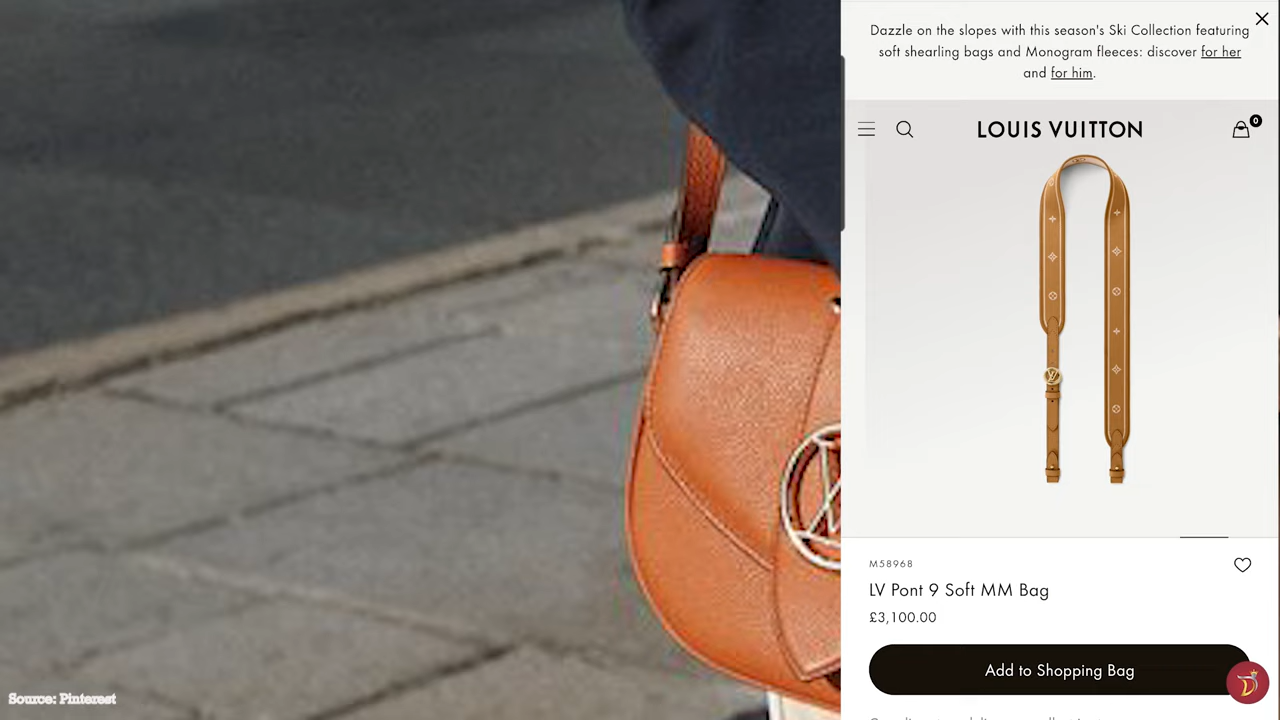 Dazzle on the slopes with this season's Ski Collection featuring
soft shearling bags and Monogram fleeces: discover for her
and for him.
LOUIS VUITTON
0
M58968
LV Pont 9 Soft MM Bag
£3,100.00
Add to Shopping Bag
Source: Pinterest